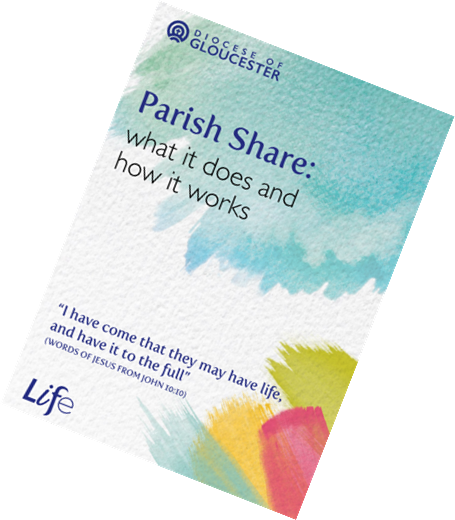 DIOCESE OF
GLOUCESTER
Parish Share:
what it does and
how it works
“I have come that they may have life,
and have it to the full”
(WORDS OF JESUS FROM JOHN 10:10)
Life